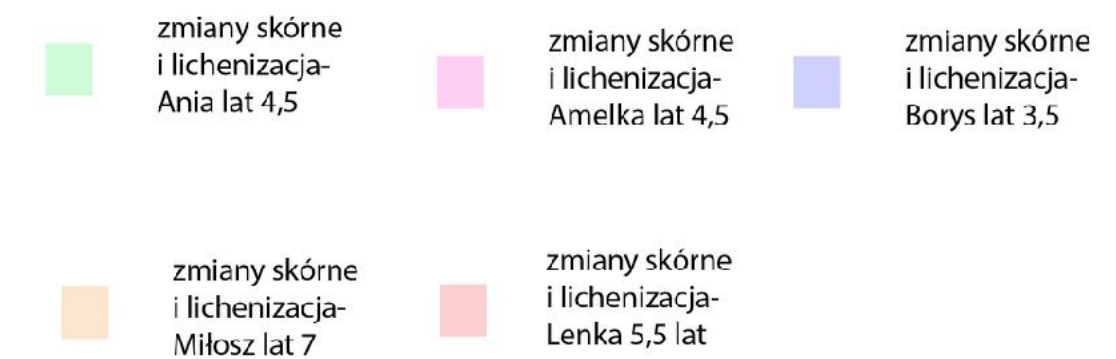 zmiany skórne
i lichenizacja-
Ania lat 4,5
zmiany skórne
i lichenizacja-
Amelka lat 4,5
zmiany skórne
i lichenizacja-
Borys lat 3,5
zmiany skórne
i lichenizacja-
Miłosz lat 7
zmiany skórne
i lichenizacja-
Lenka 5,5 lat